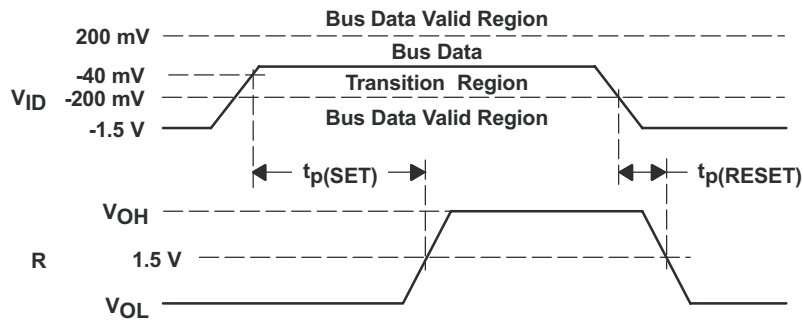 Bus Data Valid Region
200 mV
Bus Data
-40 mV
Transition Region
VID
-200 mV
Bus Data Valid Region
-1.5 V
tp(SET)
tp(RESET)
VOH
R
1.5 V
VOL